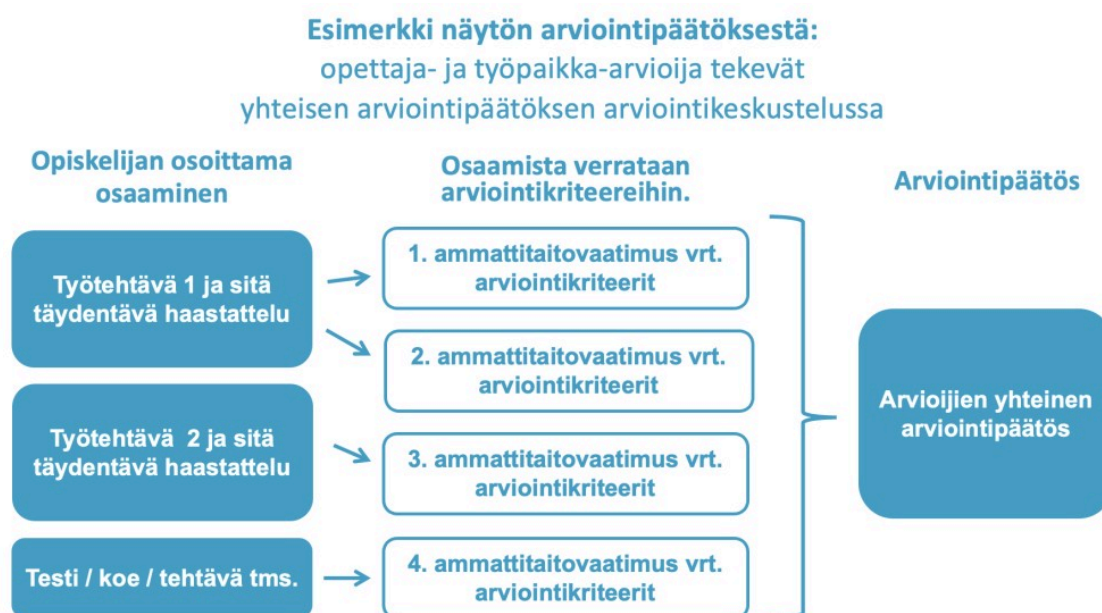 Esimerkki näytön arviointipäätöksestä:
opettaja- ja työpaikka-arvioija tekevät
yhteisen arviointipäätöksen arviointikeskustelussa
Opiskelijan osoittama
osaaminen
Osaamista verrataan
arviointikriteereihin.
Arviointipäätös
Työtehtävä 1 ja sitä
täydentävä haastattelu
1. ammattitaitovaatimus vrt.
arviointikriteerit
2. ammattitaitovaatimus vrt.
arviointikriteerit
Työtehtävä 2 ja sitä
täydentävä haastattelu
3. ammattitaitovaatimus vrt.
arviointikriteerit
Testi / koe / tehtävä tms.
4. ammattitaitovaatimus vrt.
arviointikriteerit
Arvioijien yhteinen
arviointipäätös